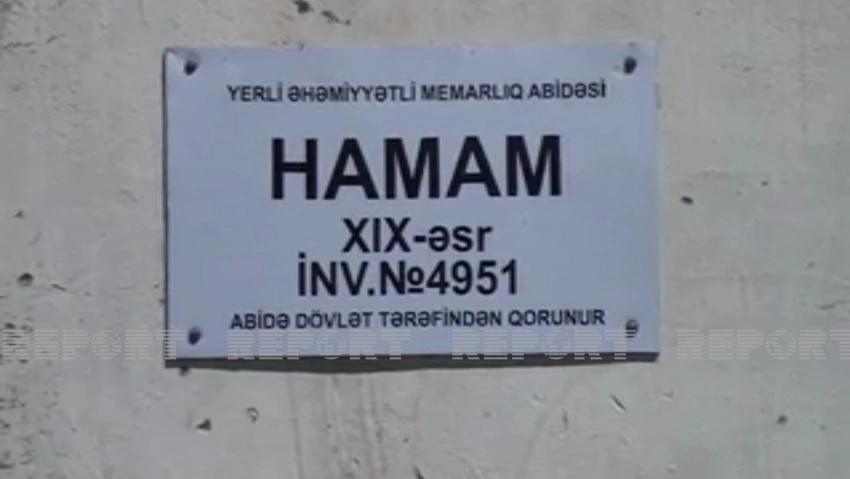 YERLİ ƏHƏMİYYƏTLİ MEMARLIQ ABİDƏSİ
HAMAM
XIX-əsr
İNV.№4951
ABİDƏ DÖVLƏT TƏRƏFİNDƏN QORUNUR
REPORT REPORT REPORT REPORT REPORT